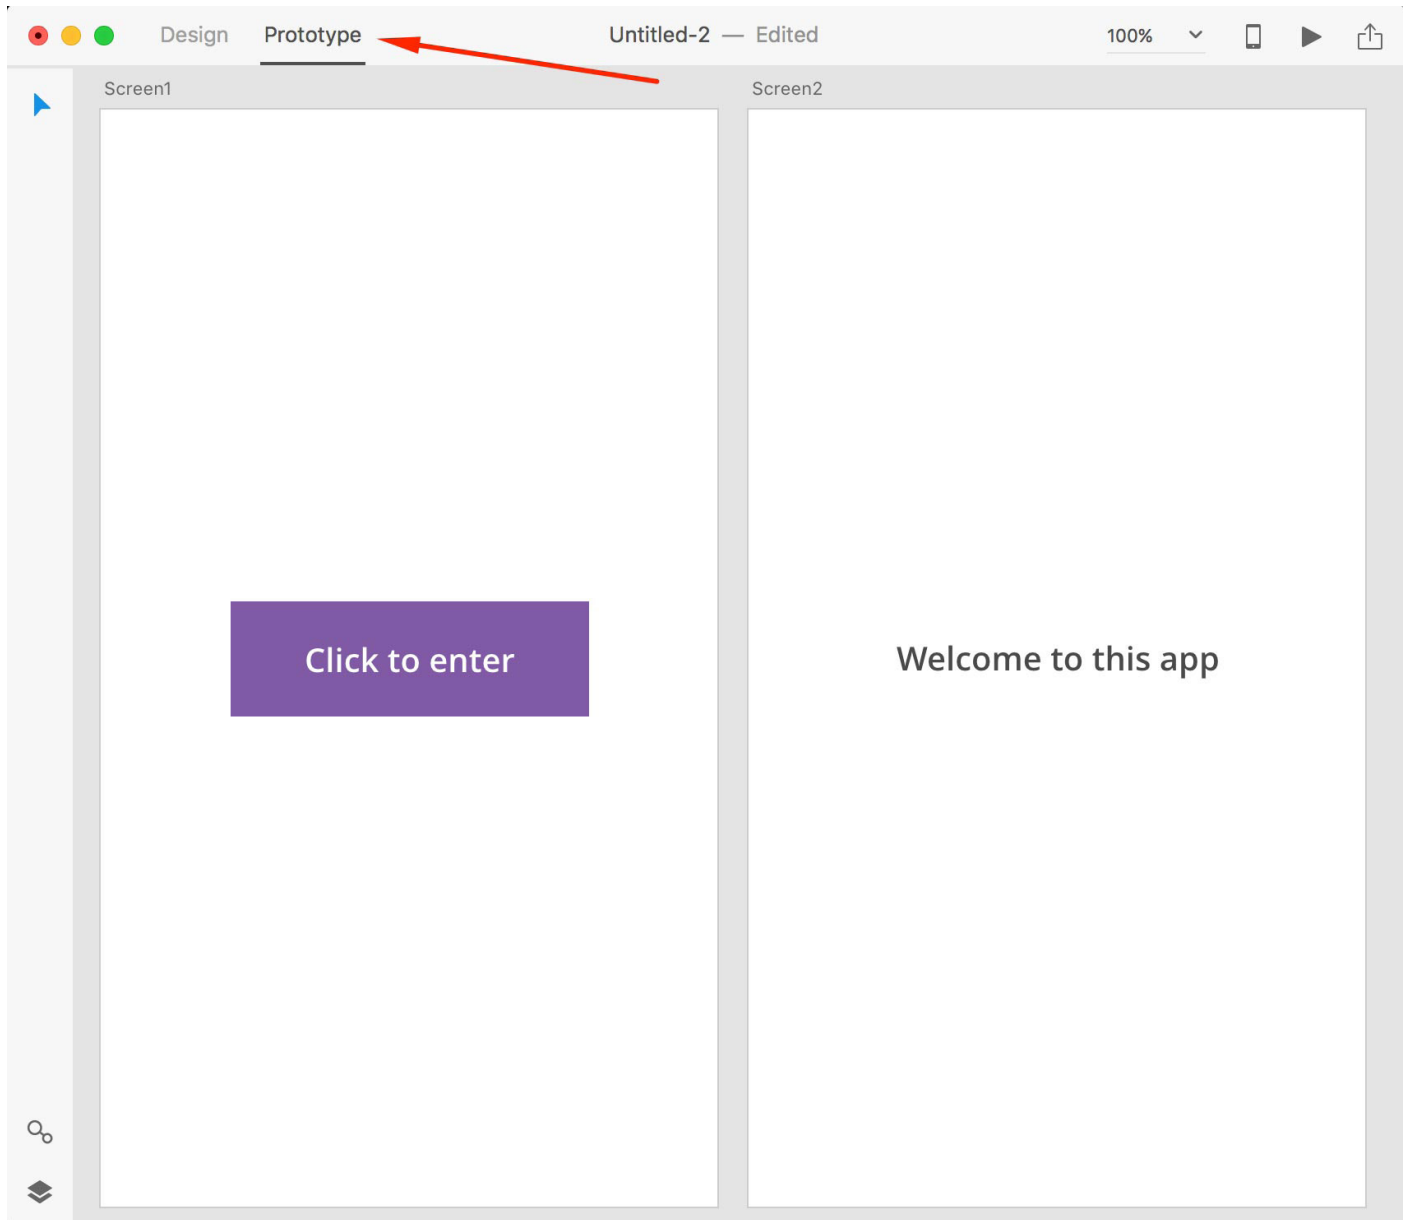 Design Prototype Untitled-2 — Edited 100%
Screen1 Screen2
Click to enter
Welcome to this app